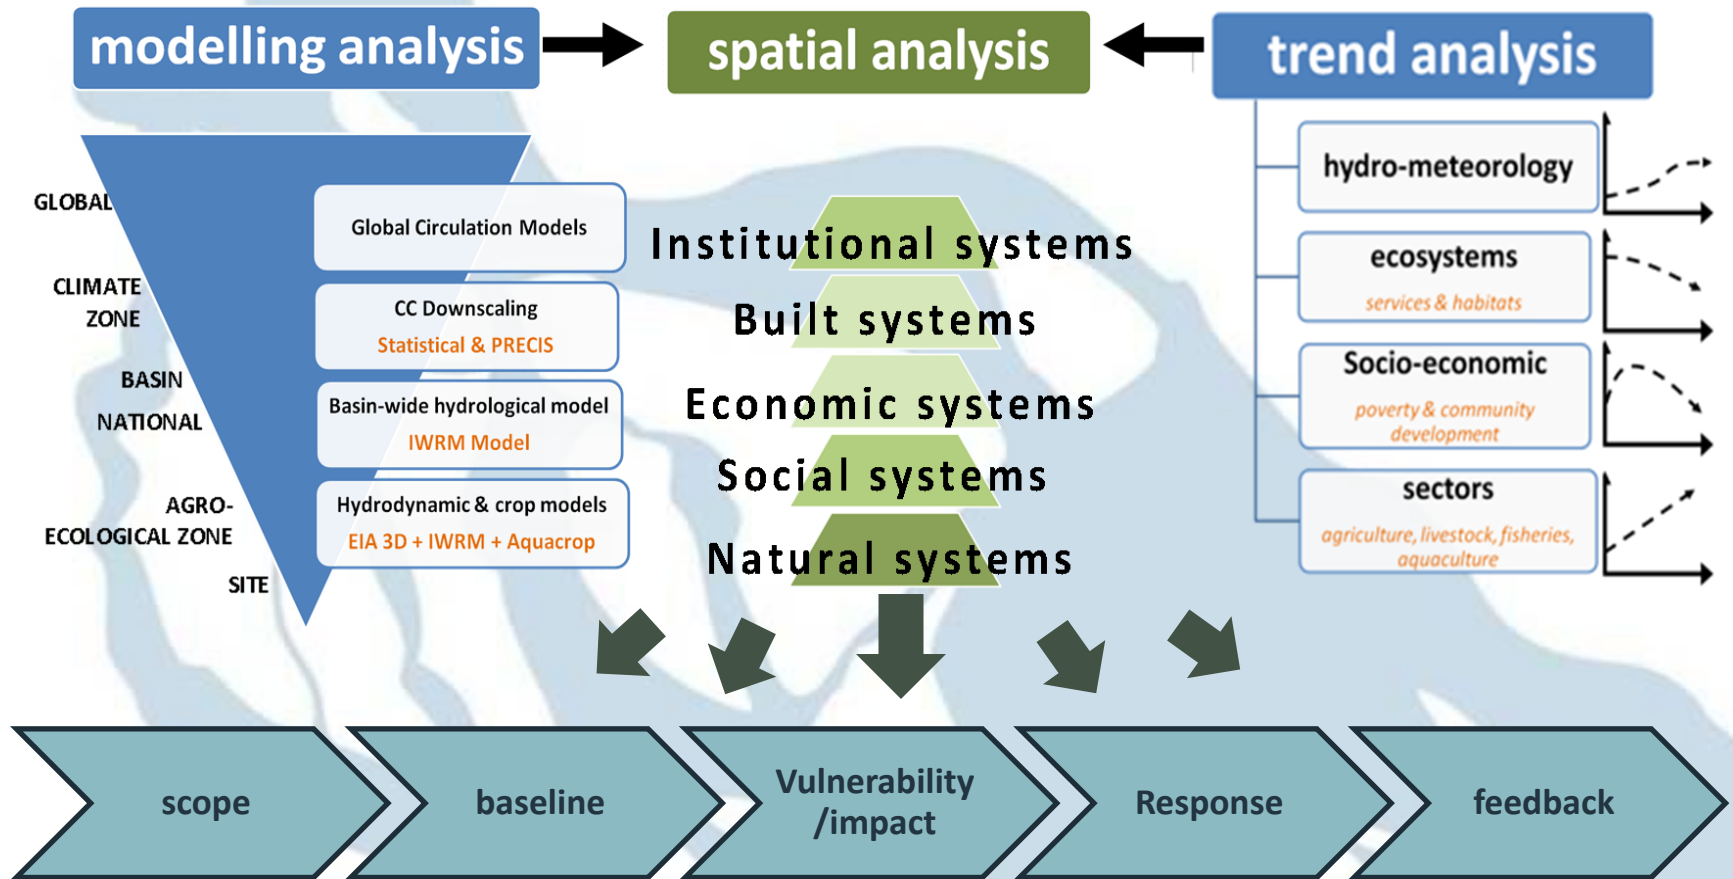 modelling analysis
spatial analysis
trend analysis
GLOBAL
CLIMATE
ZONE
BASIN
NATIONAL
AGRO-
ECOLOGICAL ZONE
SITE
Global Circulation Models
CC Downscaling
Statistical & PRECIS
Basin-wide hydrological model
IWRM Model
Hydrodynamic & crop models
EIA 3D + IWRM + Aquacrop
Institutional systems
Built systems
Economic systems
Social systems
Natural systems
hydro-meteorology
ecosystems
services & habitats
Socio-economic
poverty & community
development
sectors
agriculture, livestock, fisheries,
aquaculture
scope
baseline
Vulnerability
/impact
Response
feedback